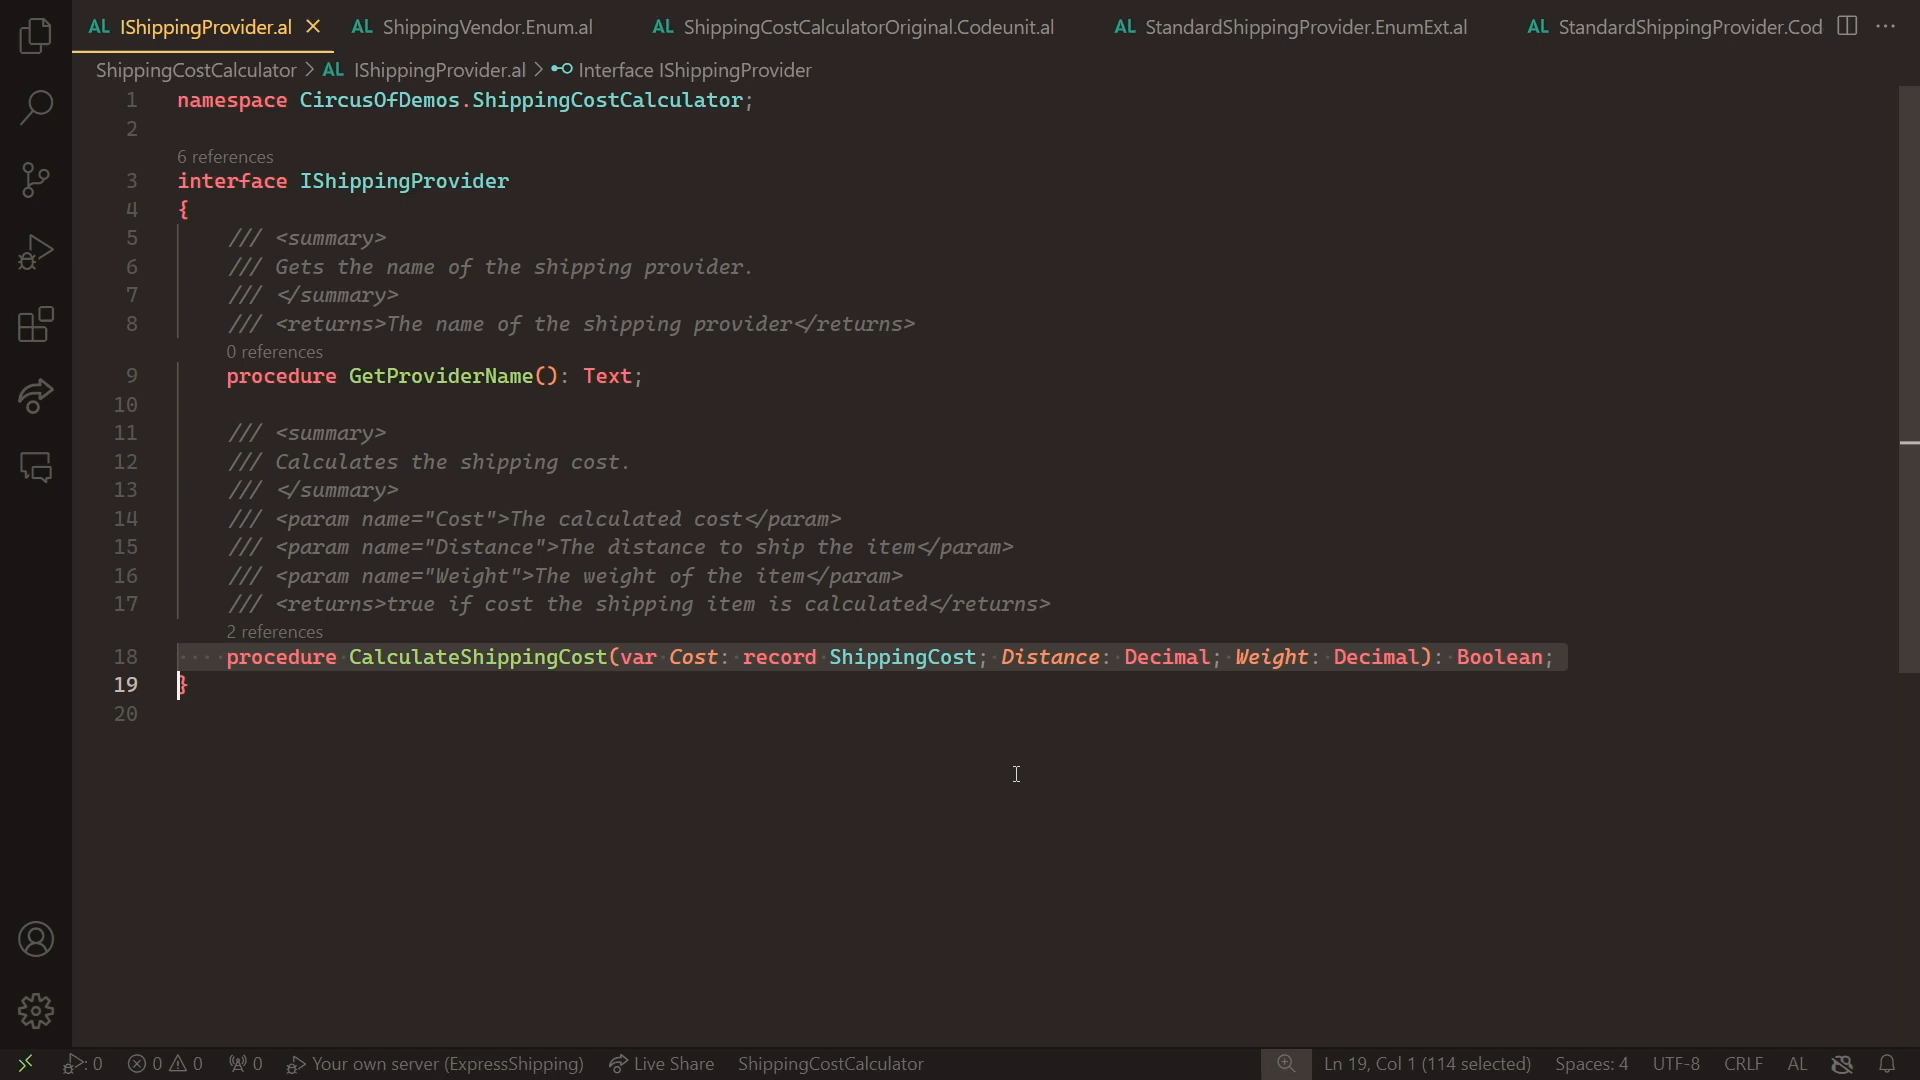 AL IShippingProvider.al
AL ShippingVendor.Enum.al
AL ShippingCostCalculatorOriginal.Codeunit.al
AL StandardShippingProvider.EnumExt.al
AL StandardShippingProvider.Cod
ShippingCostCalculator > AL IShippingProvider.al > Interface IShippingProvider
1 namespace CircusOfDemos.ShippingCostCalculator;
2
6 references
3 interface IShippingProvider
4 {
5 /// <summary>
6 /// Gets the name of the shipping provider.
7 /// </summary>
8 /// <returns>The name of the shipping provider</returns>
0 references
9 procedure GetProviderName(): Text;
10
11 /// <summary>
12 /// Calculates the shipping cost.
13 /// </summary>
14 /// <param name="Cost">The calculated cost</param>
15 /// <param name="Distance">The distance to ship the item</param>
16 /// <param name="Weight">The weight of the item</param>
17 /// <returns>true if cost the shipping item is calculated</returns>
2 references
18 procedure CalculateShippingCost(var Cost: record ShippingCost; Distance: Decimal; Weight: Decimal): Boolean;
19 }
20
: 0 0 0 0 Your own server (ExpressShipping) Live Share ShippingCostCalculator Ln 19, Col 1 (114 selected) Spaces: 4 UTF-8 CRLF AL